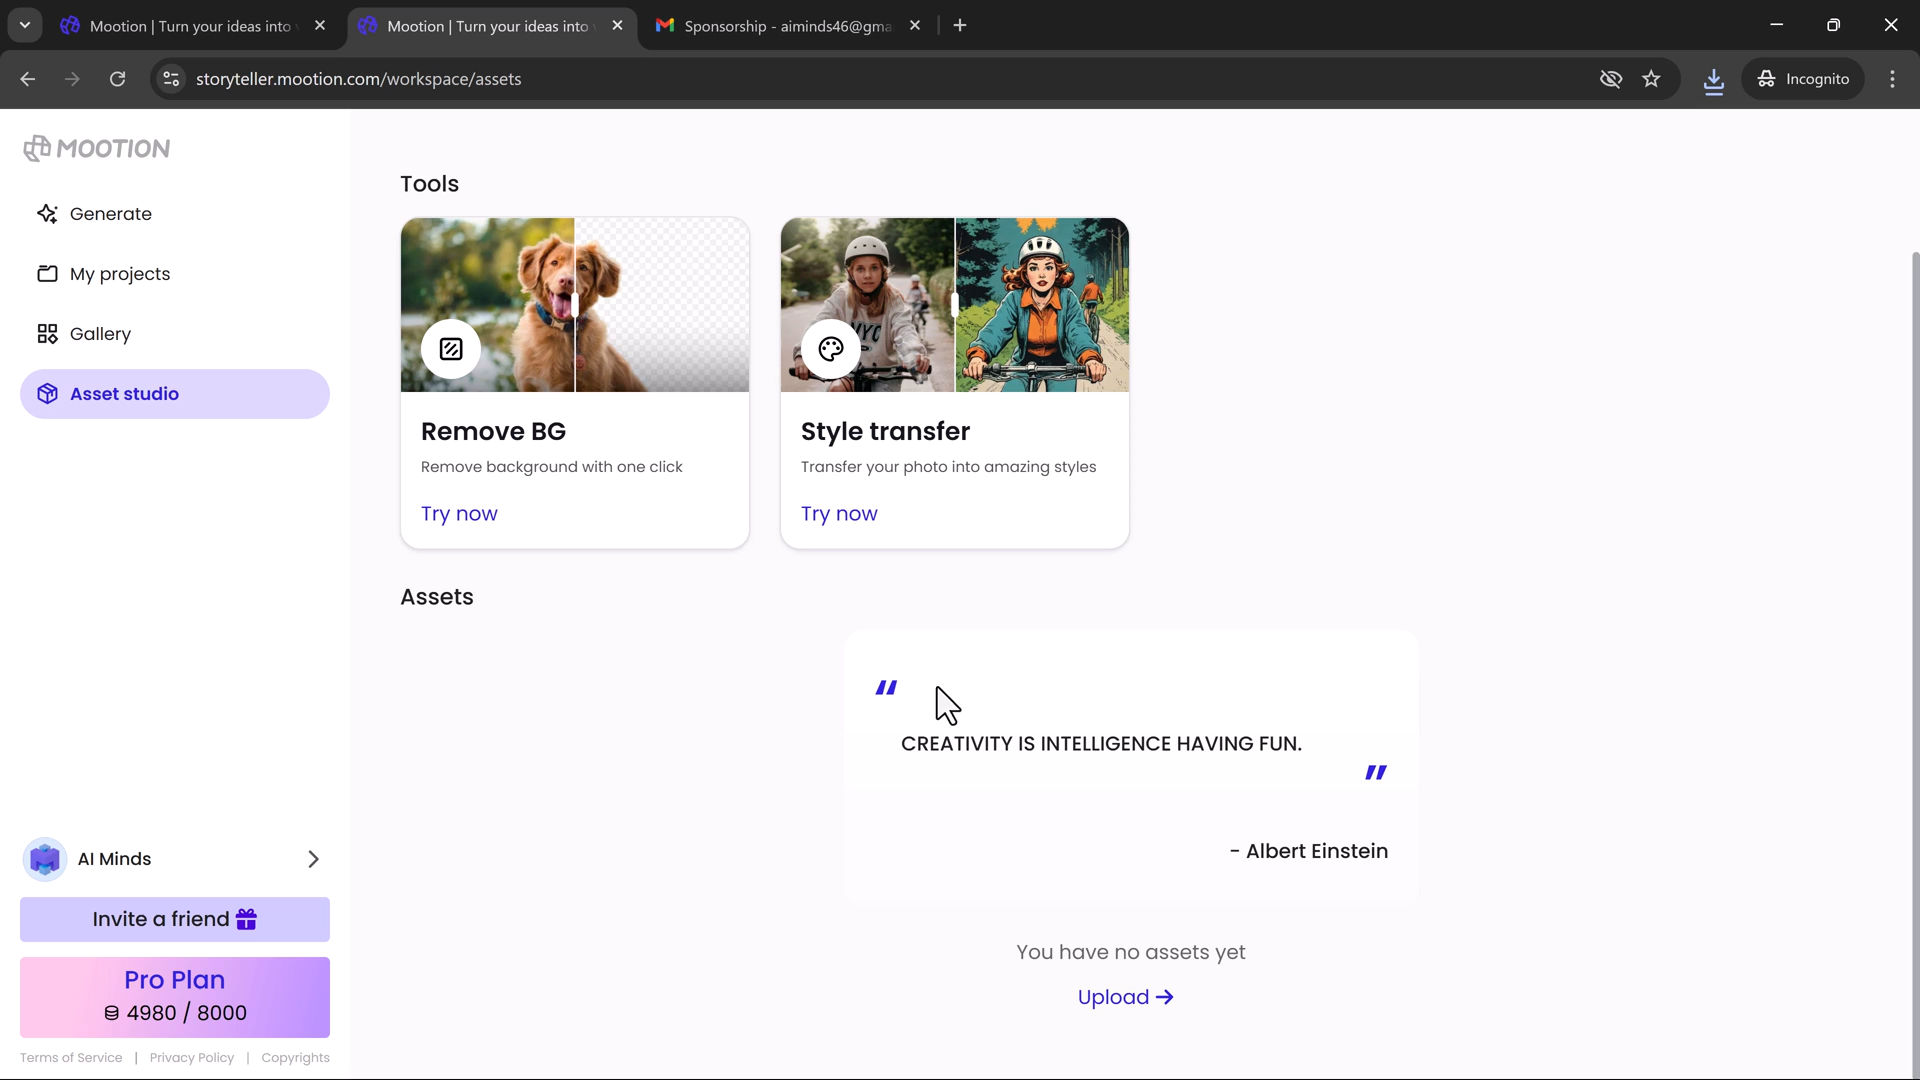 Mootion | Turn your ideas into
Mootion | Turn your ideas into
Sponsorship - aiminds46@gma
storyteller.mootion.com/workspace/assets
Incognito
MOOTION
Generate
My projects
Gallery
Asset studio
AI Minds
Invite a friend
Pro Plan
4980 / 8000
Terms of Service | Privacy Policy | Copyrights
Tools
Remove BG
Remove background with one click
Try now
Style transfer
Transfer your photo into amazing styles
Try now
Assets
“
CREATIVITY IS INTELLIGENCE HAVING FUN.
”
- Albert Einstein
You have no assets yet
Upload →